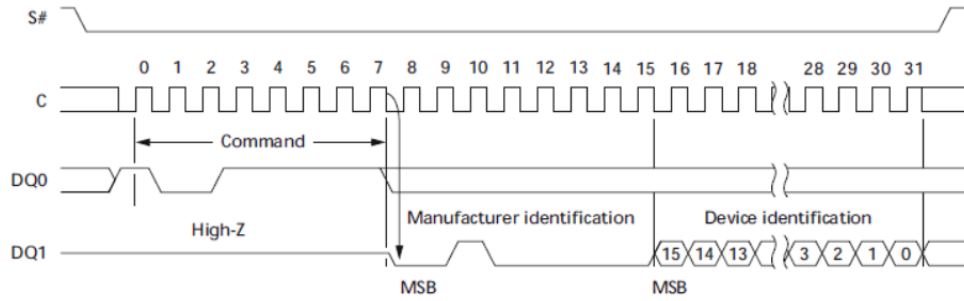 S#
0 1 2 3 4 5 6 7 8 9 10 11 12 13 14 15 16 17 18 28 29 30 31
C
Command
DQ0
High-Z
Manufacturer identification
Device identification
DQ1
15 14 13 3 2 1 0
MSB
MSB